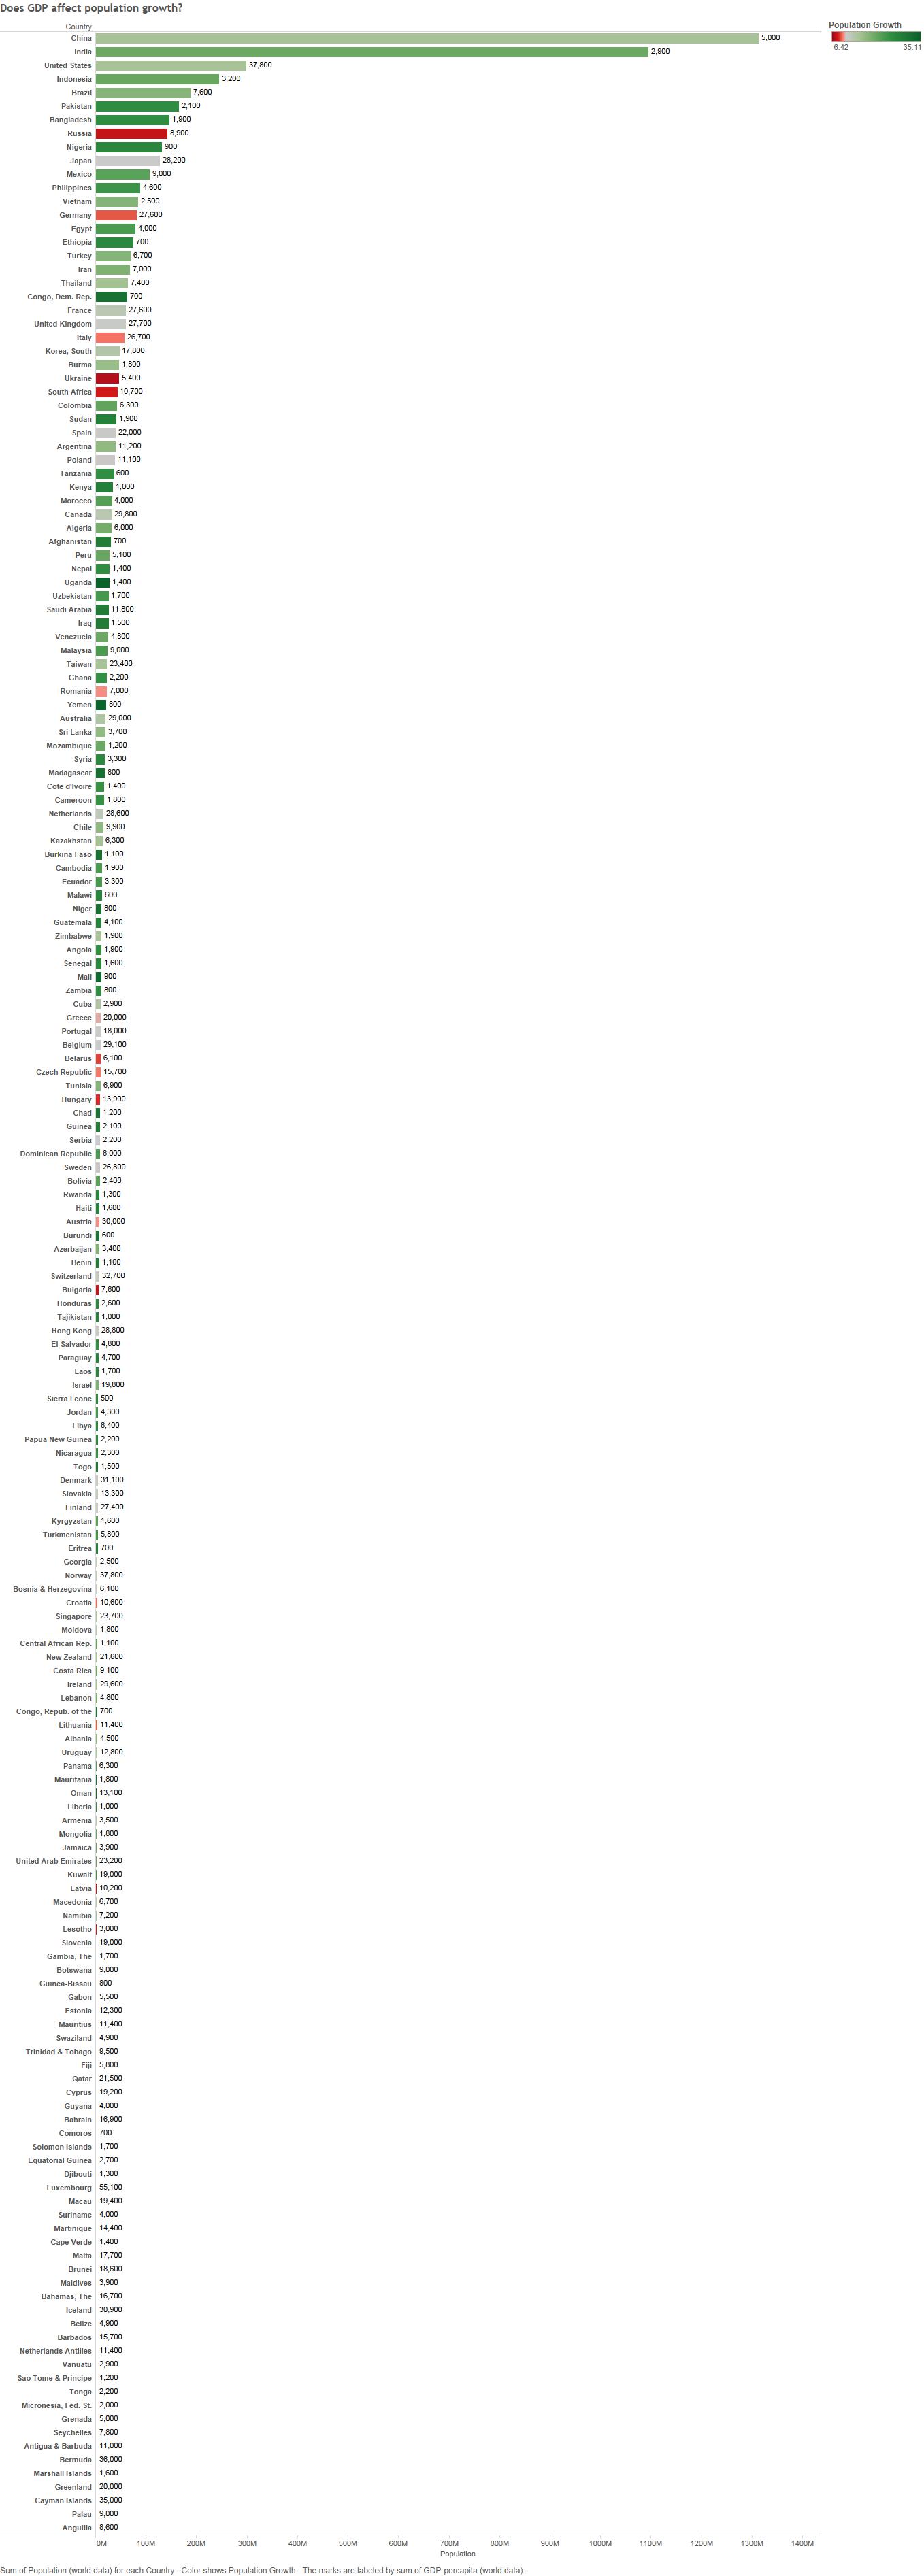 Does GDP affect population growth?
Country
Population Growth
-6.42 35.11
China 5,000
India 2,900
United States 37,800
Indonesia 3,200
Brazil 7,600
Pakistan 2,100
Bangladesh 1,900
Russia 8,900
Nigeria 900
Japan 28,200
Mexico 9,000
Philippines 4,600
Vietnam 2,500
Germany 27,600
Egypt 4,000
Ethiopia 700
Turkey 6,700
Iran 7,000
Thailand 7,400
Congo, Dem. Rep. 700
France 27,600
United Kingdom 27,700
Italy 26,700
Korea, South 17,800
Burma 1,800
Ukraine 5,400
South Africa 10,700
Colombia 6,300
Sudan 1,900
Spain 22,000
Argentina 11,200
Poland 11,100
Tanzania 600
Kenya 1,000
Morocco 4,000
Canada 29,800
Algeria 6,000
Afghanistan 700
Peru 5,100
Nepal 1,400
Uganda 1,400
Uzbekistan 1,700
Saudi Arabia 11,800
Iraq 1,500
Venezuela 4,800
Malaysia 9,000
Taiwan 23,400
Ghana 2,200
Romania 7,000
Yemen 800
Australia 29,000
Sri Lanka 3,700
Mozambique 1,200
Syria 3,300
Madagascar 800
Cote d'Ivoire 1,400
Cameroon 1,800
Netherlands 28,600
Chile 9,900
Kazakhstan 6,300
Burkina Faso 1,100
Cambodia 1,900
Ecuador 3,300
Malawi 600
Niger 800
Guatemala 4,100
Zimbabwe 1,900
Angola 1,900
Senegal 1,600
Mali 900
Zambia 800
Cuba 2,900
Greece 20,000
Portugal 18,000
Belgium 29,100
Belarus 6,100
Czech Republic 15,700
Tunisia 6,900
Hungary 13,900
Chad 1,200
Guinea 2,100
Serbia 2,200
Dominican Republic 6,000
Sweden 26,800
Bolivia 2,400
Rwanda 1,300
Haiti 1,600
Austria 30,000
Burundi 600
Azerbaijan 3,400
Benin 1,100
Switzerland 32,700
Bulgaria 7,600
Honduras 2,600
Tajikistan 1,000
Hong Kong 28,800
El Salvador 4,800
Paraguay 4,700
Laos 1,700
Israel 19,800
Sierra Leone 500
Jordan 4,300
Libya 6,400
Papua New Guinea 2,200
Nicaragua 2,300
Togo 1,500
Denmark 31,100
Slovakia 13,300
Finland 27,400
Kyrgyzstan 1,600
Turkmenistan 5,800
Eritrea 700
Georgia 2,500
Norway 37,800
Bosnia & Herzegovina 6,100
Croatia 10,600
Singapore 23,700
Moldova 1,800
Central African Rep. 1,100
New Zealand 21,600
Costa Rica 9,100
Ireland 29,600
Lebanon 4,800
Congo, Repub. of the 700
Lithuania 11,400
Albania 4,500
Uruguay 12,800
Panama 6,300
Mauritania 1,800
Oman 13,100
Liberia 1,000
Armenia 3,500
Mongolia 1,800
Jamaica 3,900
United Arab Emirates 23,200
Kuwait 19,000
Latvia 10,200
Macedonia 6,700
Namibia 7,200
Lesotho 3,000
Slovenia 19,000
Gambia, The 1,700
Botswana 9,000
Guinea-Bissau 800
Gabon 5,500
Estonia 12,300
Mauritius 11,400
Swaziland 4,900
Trinidad & Tobago 9,500
Fiji 5,800
Qatar 21,500
Cyprus 19,200
Guyana 4,000
Bahrain 16,900
Comoros 700
Solomon Islands 1,700
Equatorial Guinea 2,700
Djibouti 1,300
Luxembourg 55,100
Macau 19,400
Suriname 4,000
Martinique 14,400
Cape Verde 1,400
Malta 17,700
Brunei 18,600
Maldives 3,900
Bahamas, The 16,700
Iceland 30,900
Belize 4,900
Barbados 15,700
Netherlands Antilles 11,400
Vanuatu 2,900
Sao Tome & Principe 1,200
Tonga 2,200
Micronesia, Fed. St. 2,000
Grenada 5,000
Seychelles 7,800
Antigua & Barbuda 11,000
Bermuda 36,000
Marshall Islands 1,600
Greenland 20,000
Cayman Islands 35,000
Palau 9,000
Anguilla 8,600
0M 100M 200M 300M 400M 500M 600M 700M 800M 900M 1000M 1100M 1200M 1300M 1400M
Population
Sum of Population (world data) for each Country. Color shows Population Growth. The marks are labeled by sum of GDP-percapita (world data).